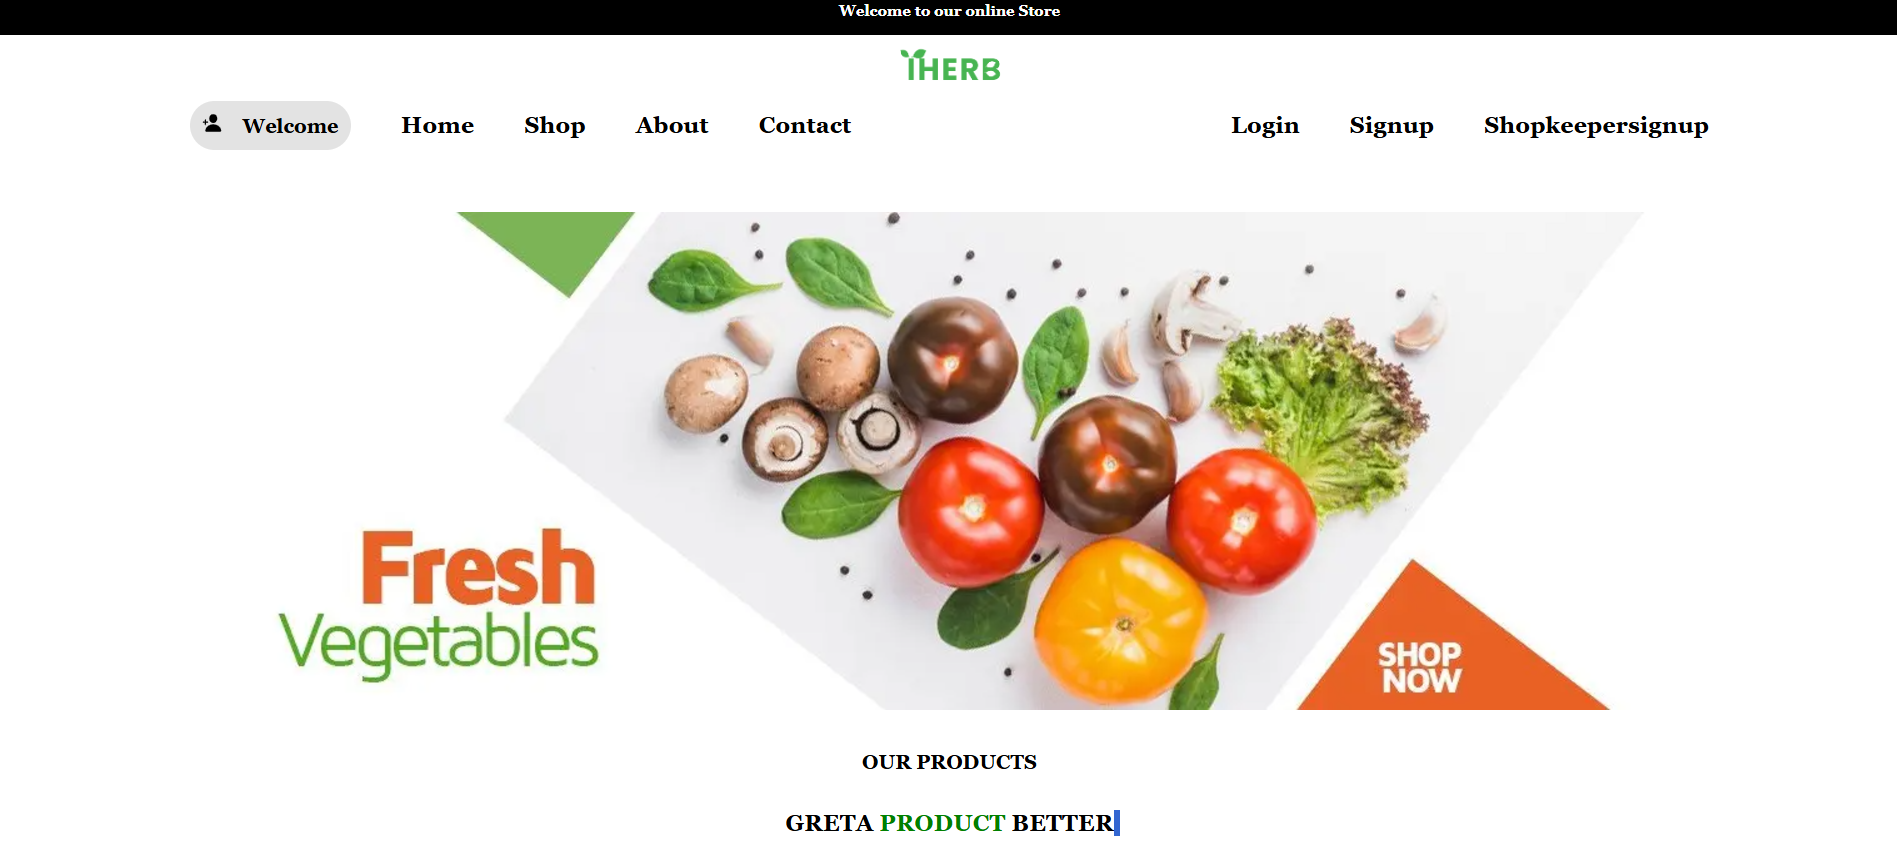 Welcome to our online Store
IHERB
Welcome Home Shop About Contact Login Signup Shopkeepersignup
Fresh
Vegetables
SHOP
NOW
OUR PRODUCTS
GRETA PRODUCT BETTER